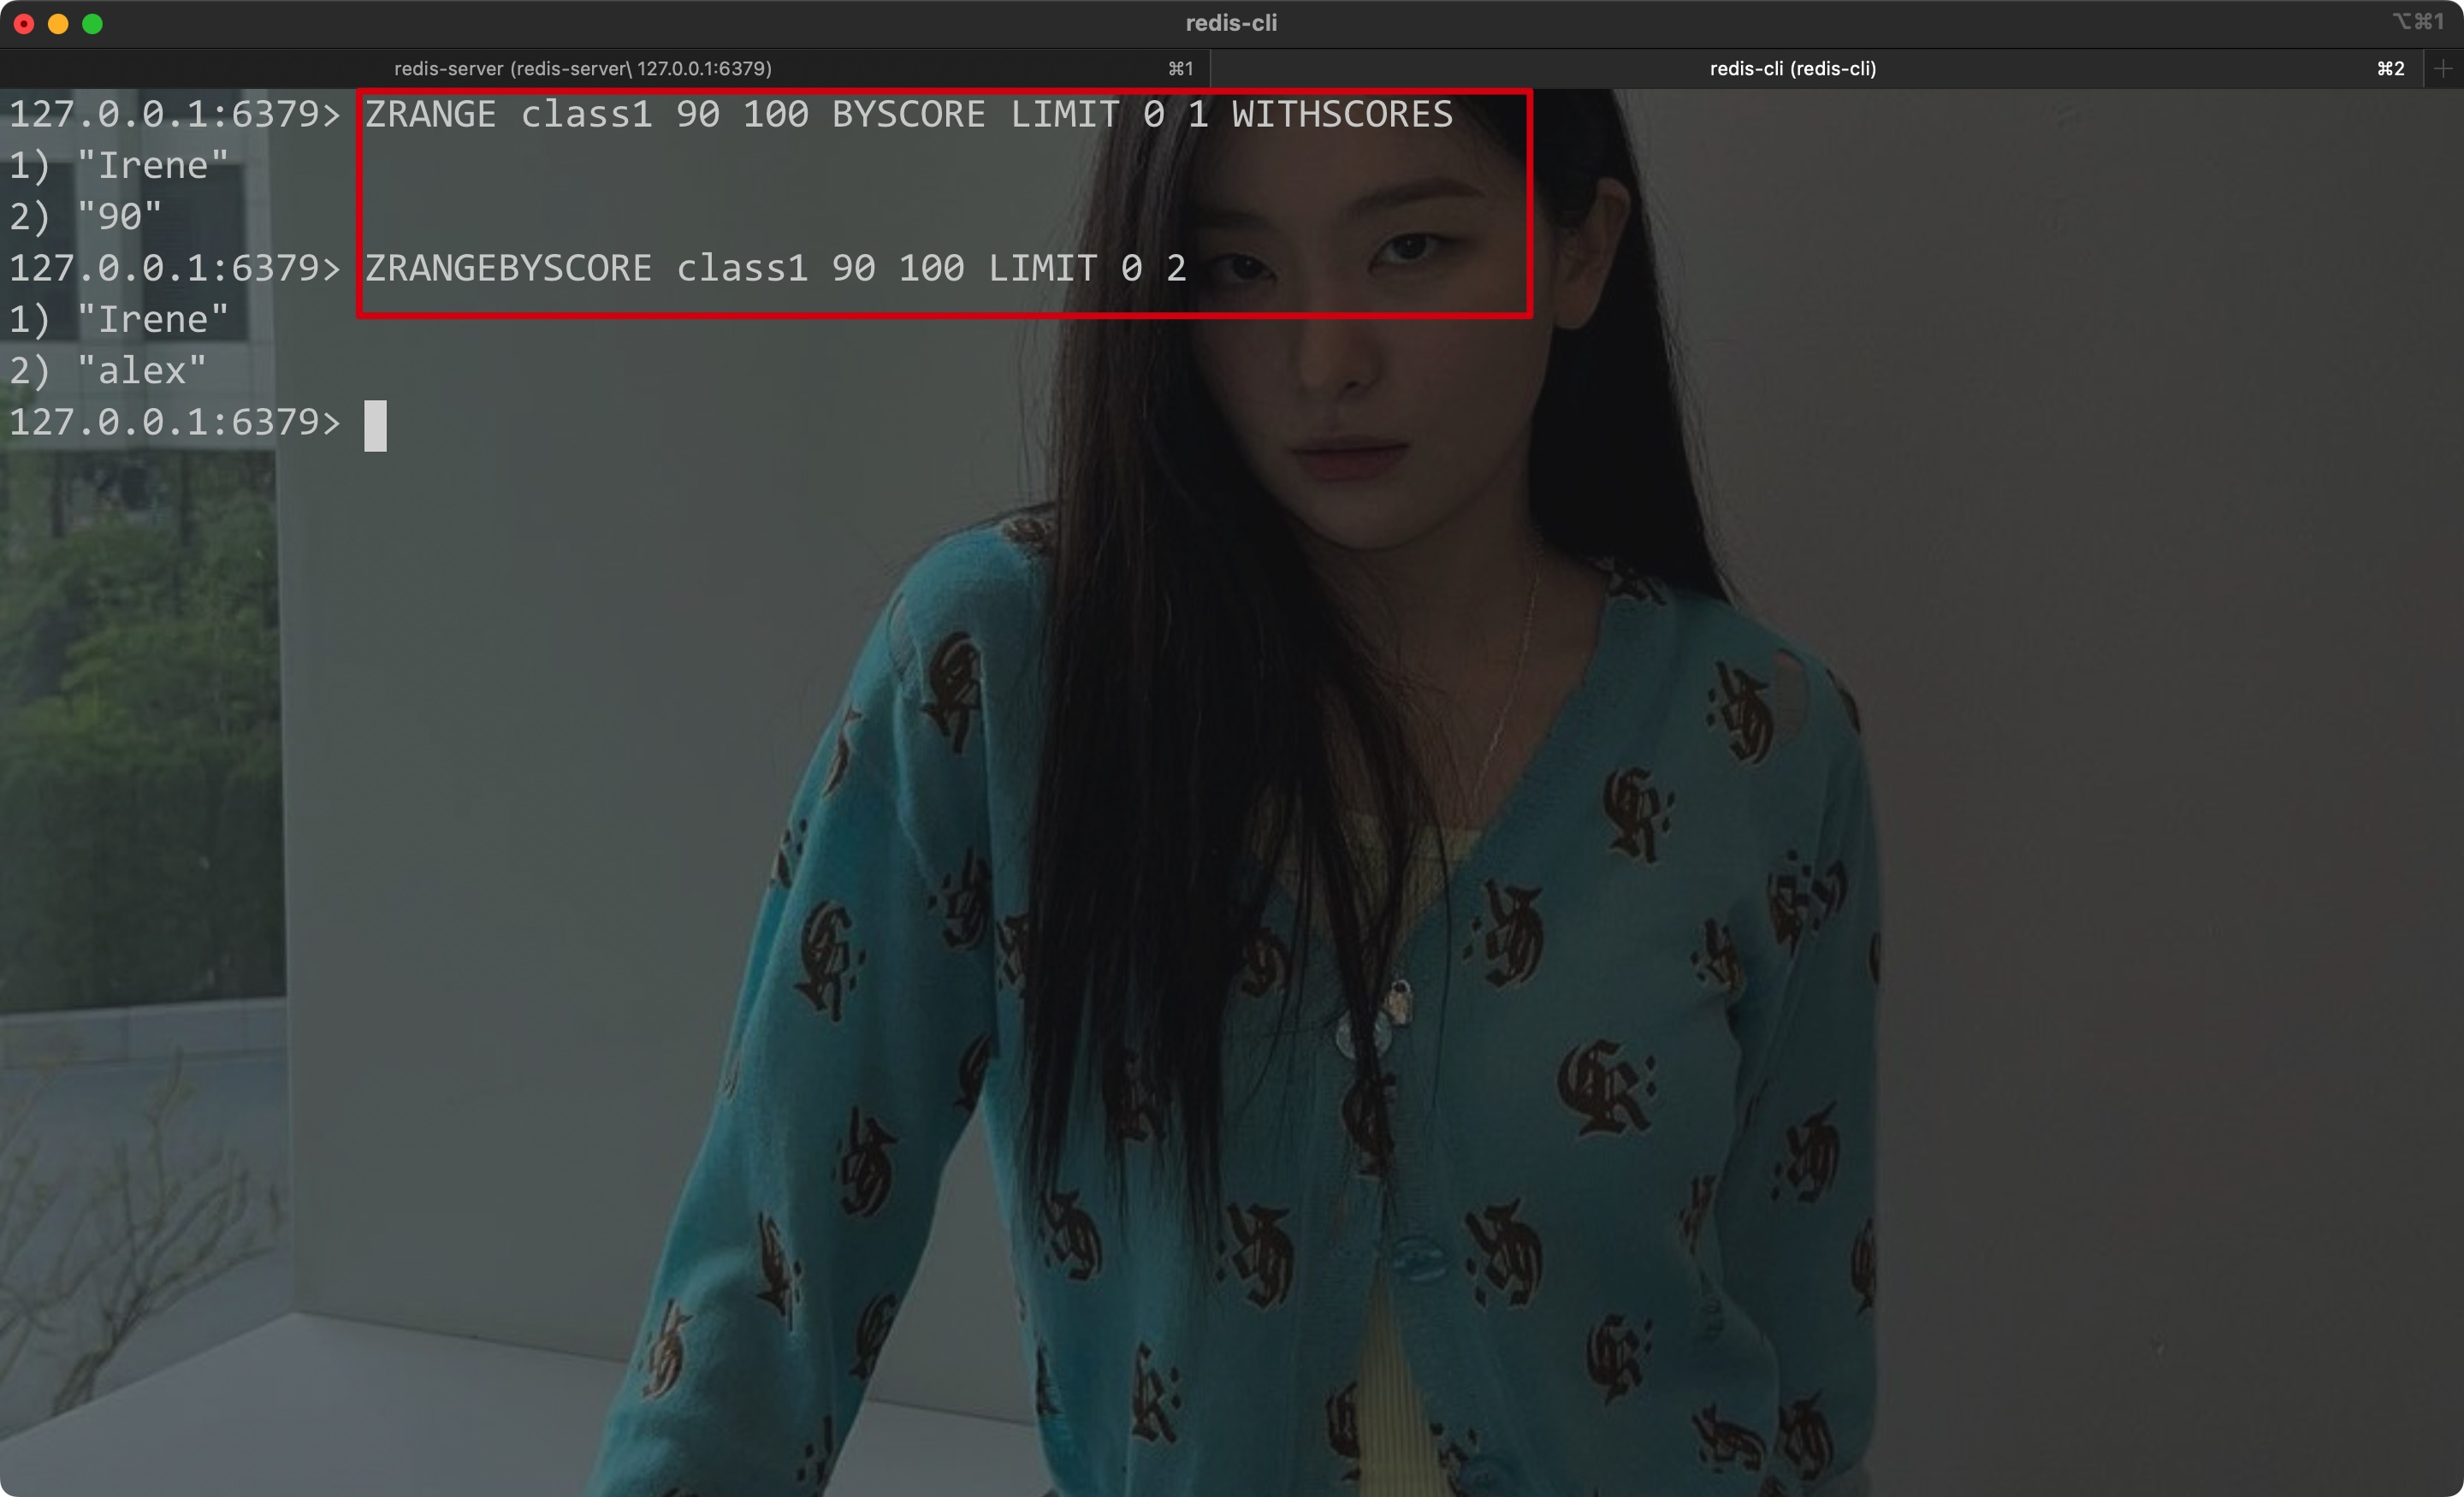 redis-cli
⌥⌘1
redis-server (redis-server\ 127.0.0.1:6379) ⌘1
redis-cli (redis-cli) ⌘2
127.0.0.1:6379> ZRANGE class1 90 100 BYSCORE LIMIT 0 1 WITHSCORES
1) "Irene"
2) "90"
127.0.0.1:6379> ZRANGEBYSCORE class1 90 100 LIMIT 0 2
1) "Irene"
2) "alex"
127.0.0.1:6379>